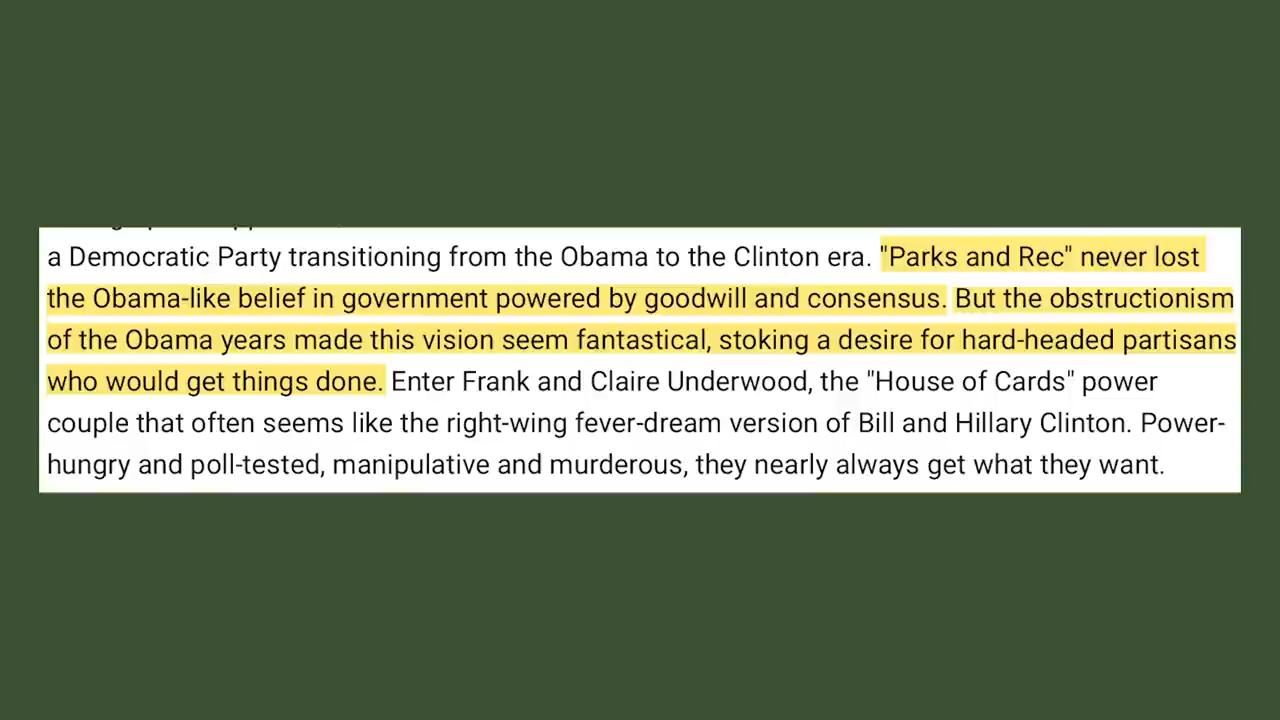 a Democratic Party transitioning from the Obama to the Clinton era. "Parks and Rec" never lost
the Obama-like belief in government powered by goodwill and consensus. But the obstructionism
of the Obama years made this vision seem fantastical, stoking a desire for hard-headed partisans
who would get things done. Enter Frank and Claire Underwood, the "House of Cards" power
couple that often seems like the right-wing fever-dream version of Bill and Hillary Clinton. Power-
hungry and poll-tested, manipulative and murderous, they nearly always get what they want.